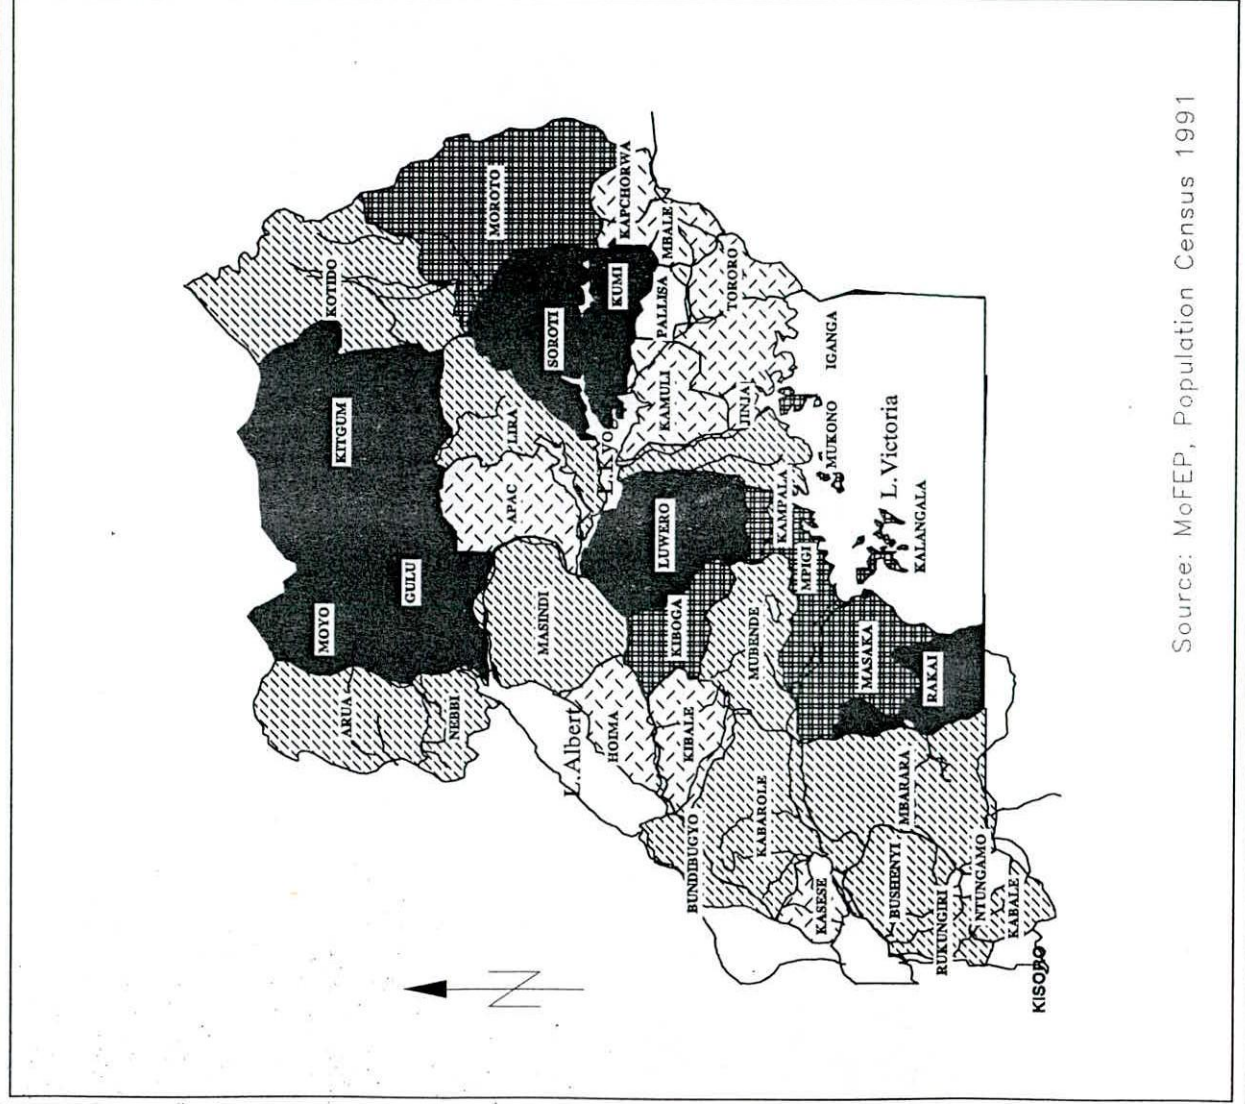 N
MOYO
KOTIDO
ARUA
KITGUM
GULU
NEBBI
MOROTO
APAC
LIRA
MASINDI
SOROTI
L. Albert
L. Kyo
HOIMA
KUMI
KAPCHORWA
LUWERO
KAMULI
PALLISA
MBALE
KIBOGA
KIBALE
BUNDIBUGYO
TORORO
JINJA
MUBENDE
KABAROLE
KAMPALA
MPIGI
KASESE
MUKONO
IGANGA
MASAKA
L. Victoria
BUSHENYI
MBARARA
KALANGALA
RAKAI
RUKUNGIRI
NTUNGAMO
KABALE
KISORO
Source: MoFEP, Population Census 1991